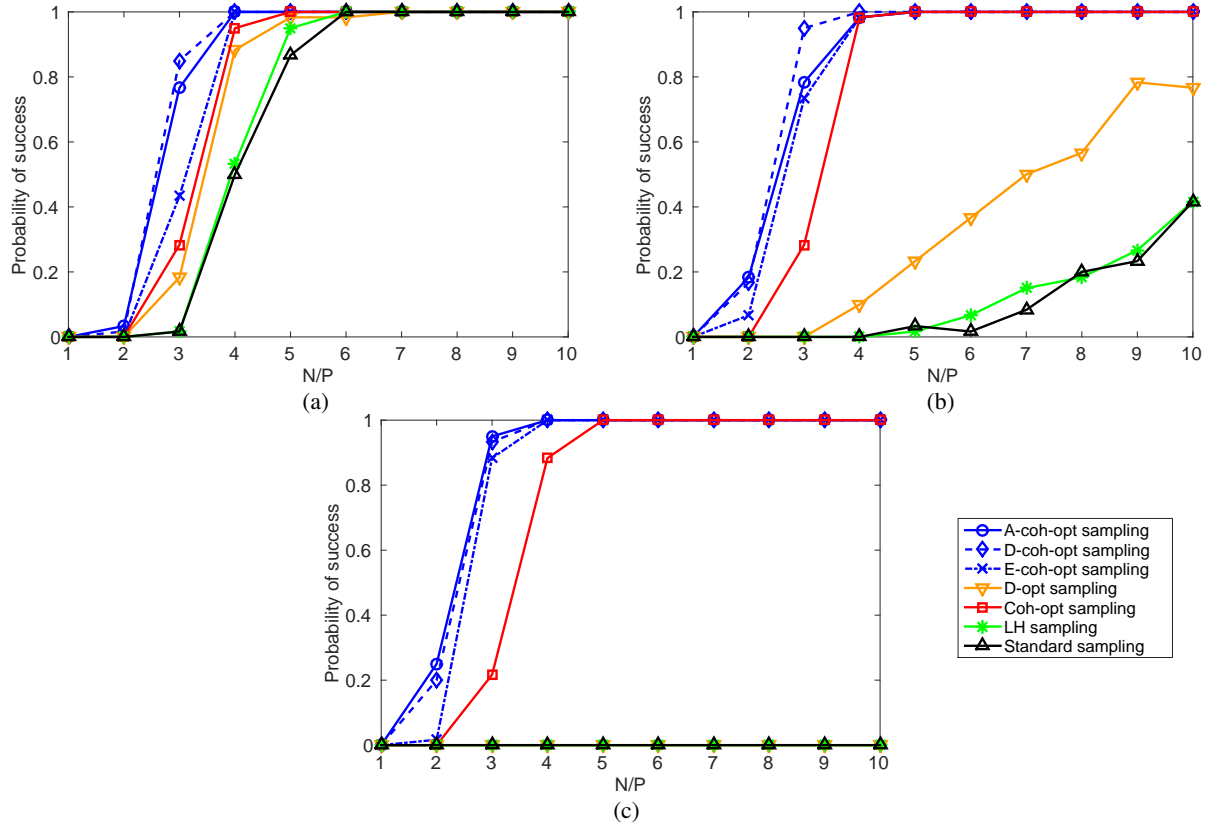 1
0.8
0.6
0.4
0.2
0
Probability of success
1 2 3 4 5 6 7 8 9 10
N/P
(a)
1
0.8
0.6
0.4
0.2
0
Probability of success
1 2 3 4 5 6 7 8 9 10
N/P
(b)
1
0.8
0.6
0.4
0.2
0
Probability of success
1 2 3 4 5 6 7 8 9 10
N/P
(c)
A-coh-opt sampling
D-coh-opt sampling
E-coh-opt sampling
D-opt sampling
Coh-opt sampling
LH sampling
Standard sampling